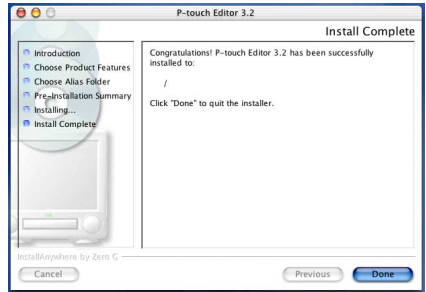 P-touch Editor 3.2
Install Complete
Introduction
Choose Product Features
Choose Alias Folder
Pre-Installation Summary
Installing...
Install Complete
Congratulations! P-touch Editor 3.2 has been successfully
installed to:
/
Click "Done" to quit the installer.
InstallAnywhere by Zero G
Cancel
Previous
Done